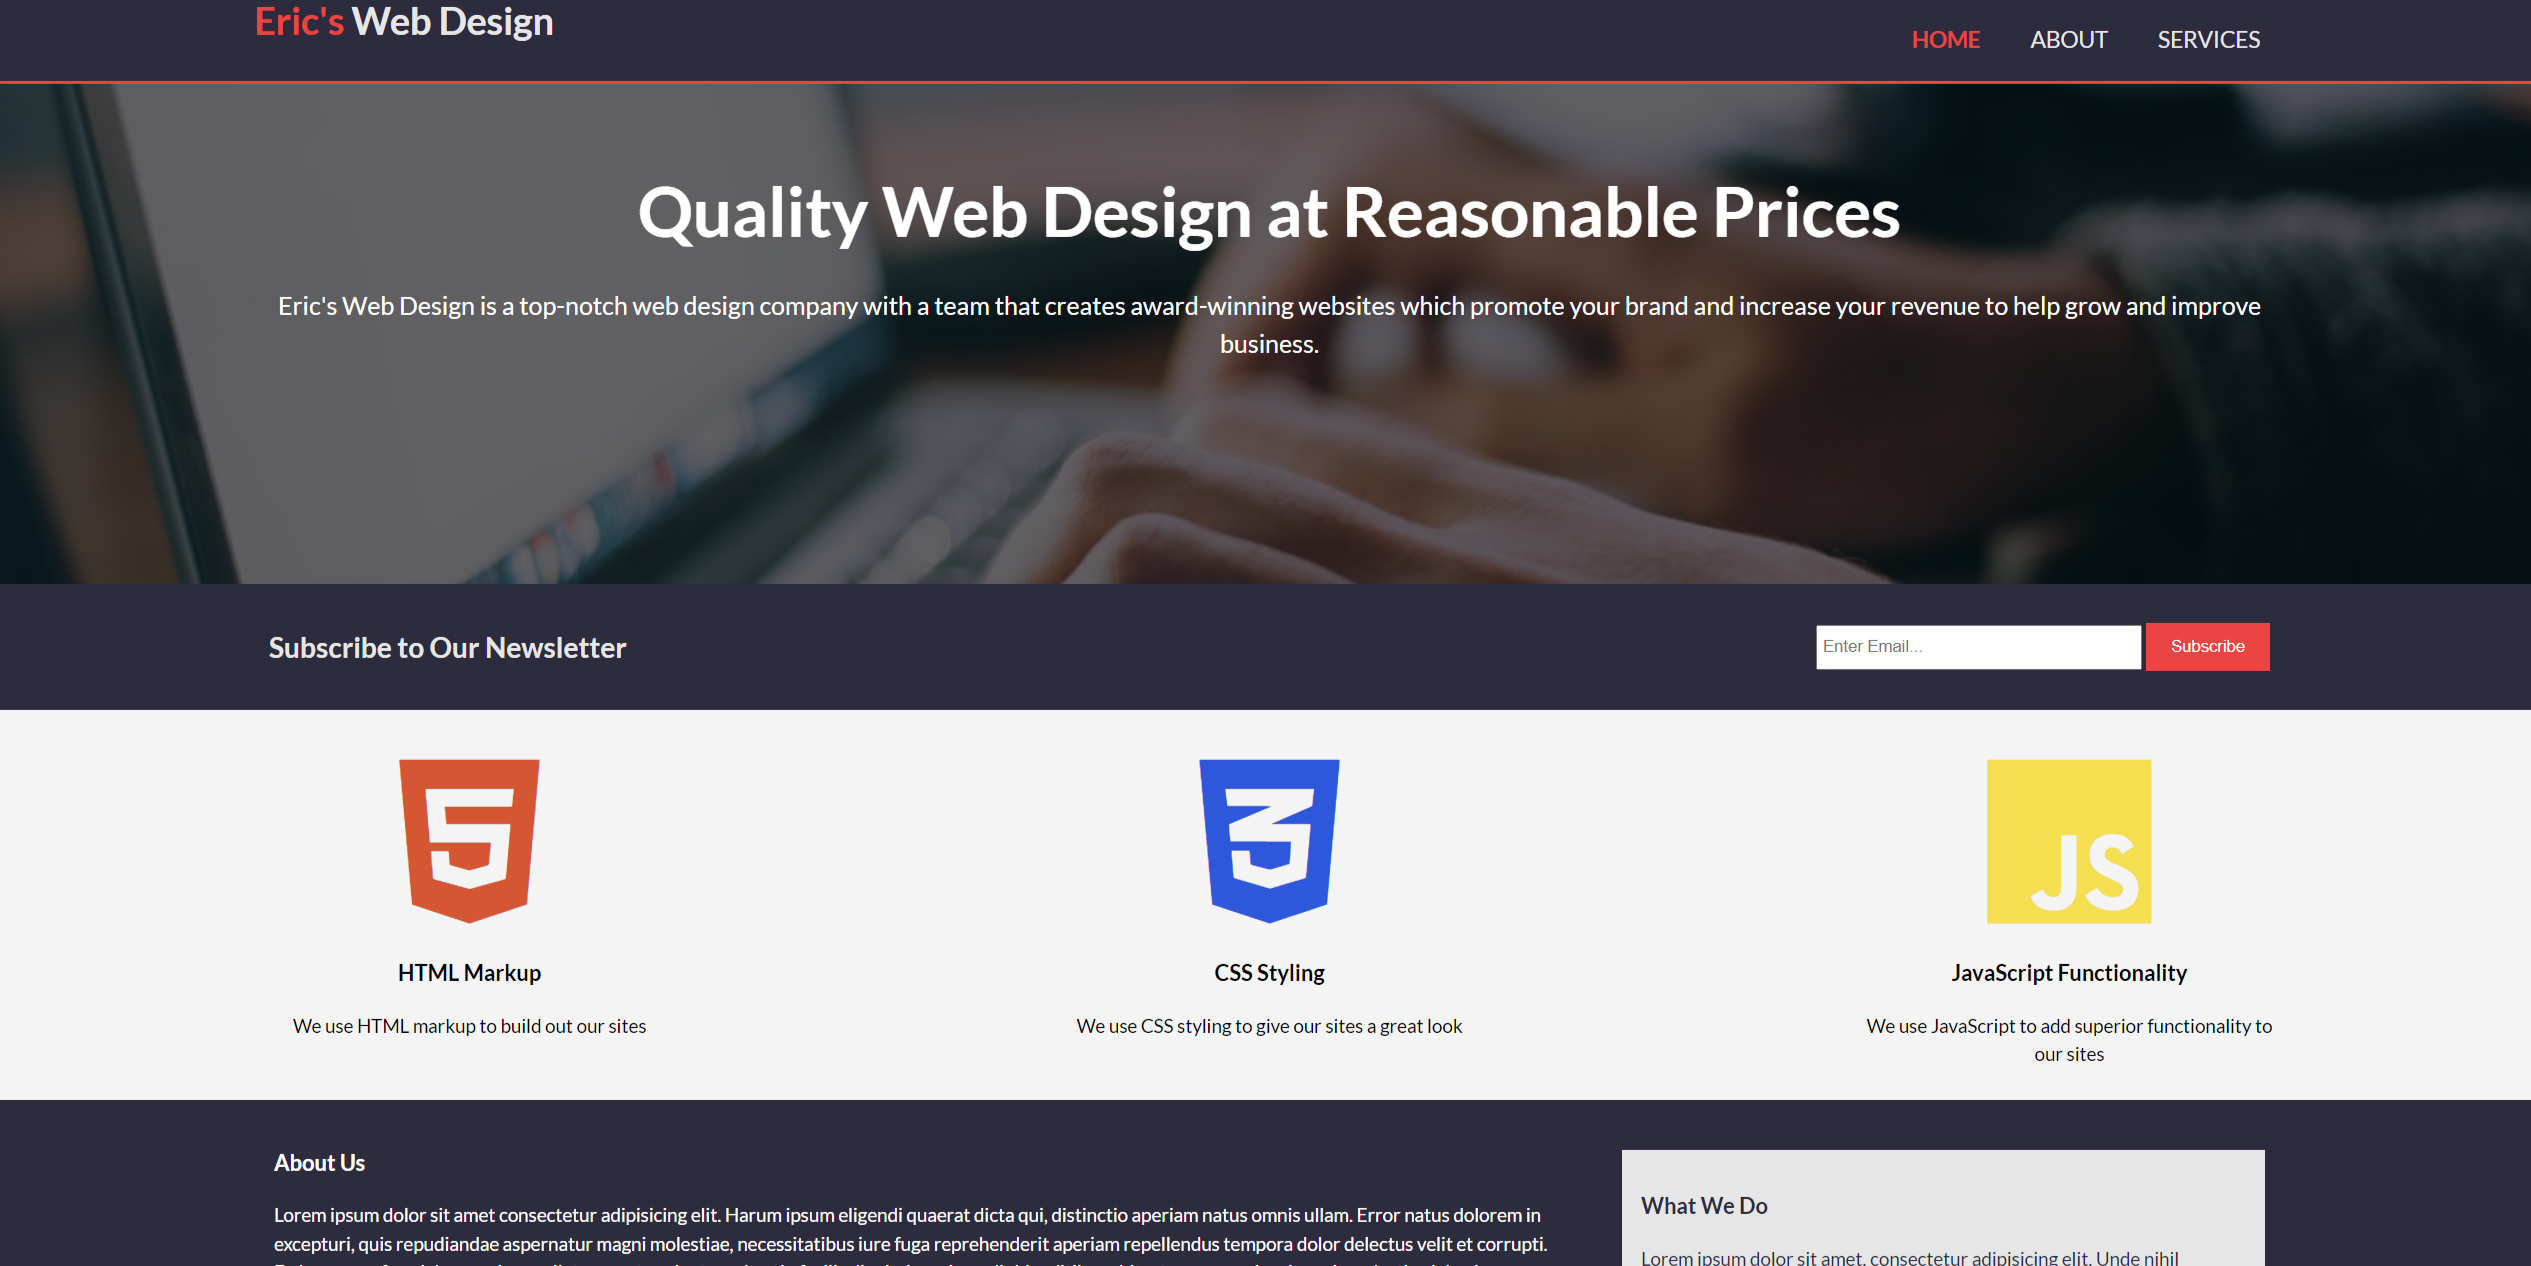 Eric's Web Design
HOME ABOUT SERVICES
Quality Web Design at Reasonable Prices
Eric's Web Design is a top-notch web design company with a team that creates award-winning websites which promote your brand and increase your revenue to help grow and improve
business.
Subscribe to Our Newsletter
Enter Email...
Subscribe
5
3
JS
HTML Markup
We use HTML markup to build out our sites
CSS Styling
We use CSS styling to give our sites a great look
JavaScript Functionality
We use JavaScript to add superior functionality to
our sites
About Us
Lorem ipsum dolor sit amet consectetur adipisicing elit. Harum ipsum eligendi quaerat dicta qui, distinctio aperiam natus omnis ullam. Error natus dolorem in
excepturi, quis repudiandae aspernatur magni molestiae, necessitatibus iure fuga reprehenderit aperiam repellendus tempora dolor delectus velit et corrupti.
What We Do
Lorem ipsum dolor sit amet, consectetur adipisicing elit. Unde nihil